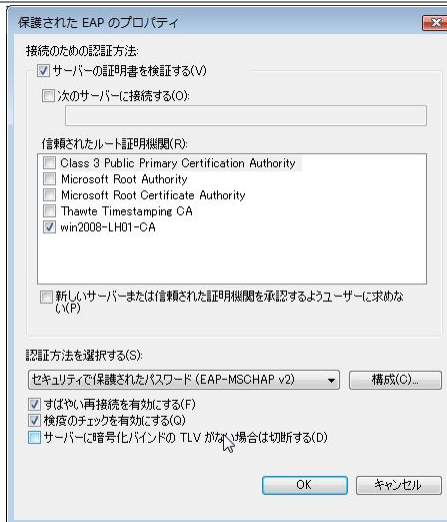 保護された EAP のプロパティ
接続のための認証方法:
サーバーの証明書を検証する(V)
次のサーバーに接続する(O):
信頼されたルート証明機関(R):
Class 3 Public Primary Certification Authority
Microsoft Root Authority
Microsoft Root Certificate Authority
Thawte Timestamping CA
win2008-LH01-CA
新しいサーバーまたは信頼された証明機関を承認するようユーザーに求めな
い(P)
認証方法を選択する(S):
セキュリティで保護されたパスワード (EAP-MSCHAP v2)
構成(C)...
すばやい再接続を有効にする(F)
検疫のチェックを有効にする(Q)
サーバーに暗号化バインドの TLV がない場合は切断する(D)
OK
キャンセル